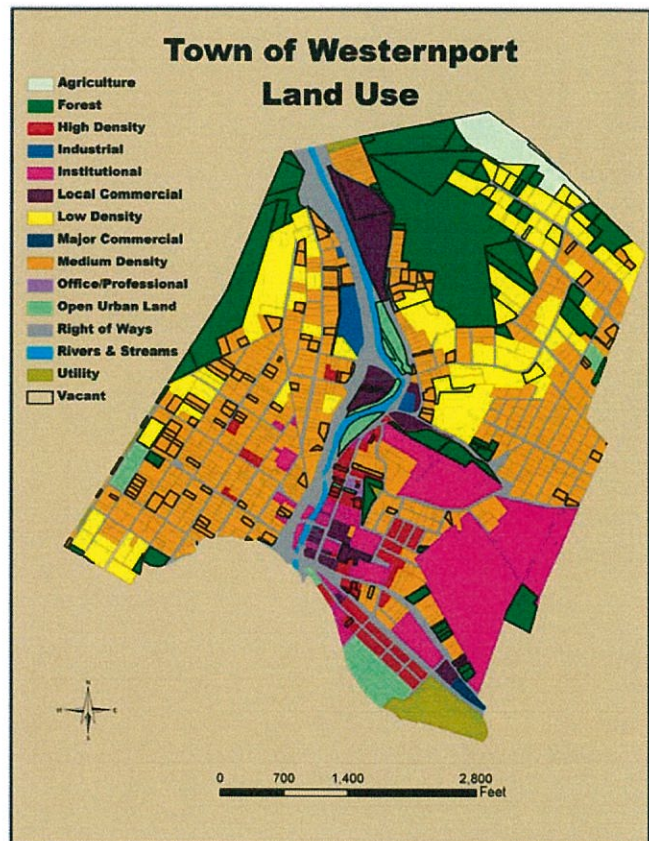 Town of Westernport
Land Use
Agriculture
Forest
High Density
Industrial
Institutional
Local Commercial
Low Density
Major Commercial
Medium Density
Office/Professional
Open Urban Land
Right of Ways
Rivers & Streams
Utility
Vacant
N
W E
S
0 700 1,400 2,800
Feet